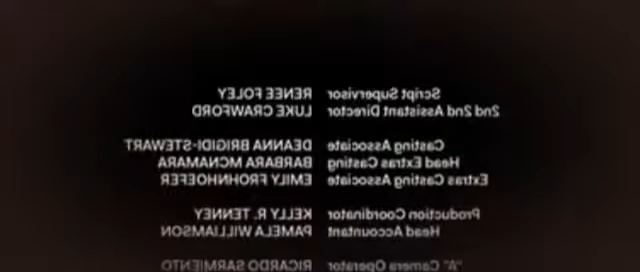 Script Supervisor RENEE FOLEY
2nd 2nd Assistant Director LUKE CRAWFORD
Casting Associate DEANNA BRIGIDI-STEWART
Head Extras Casting BARBARA MCNAMARA
Extras Casting Associate EMILY FROHNHOEFER
Production Coordinator KELLY R. TENNEY
Head Accountant PAMELA WILLIAMSON
"A" Camera Operator RICARDO SARMIENTO